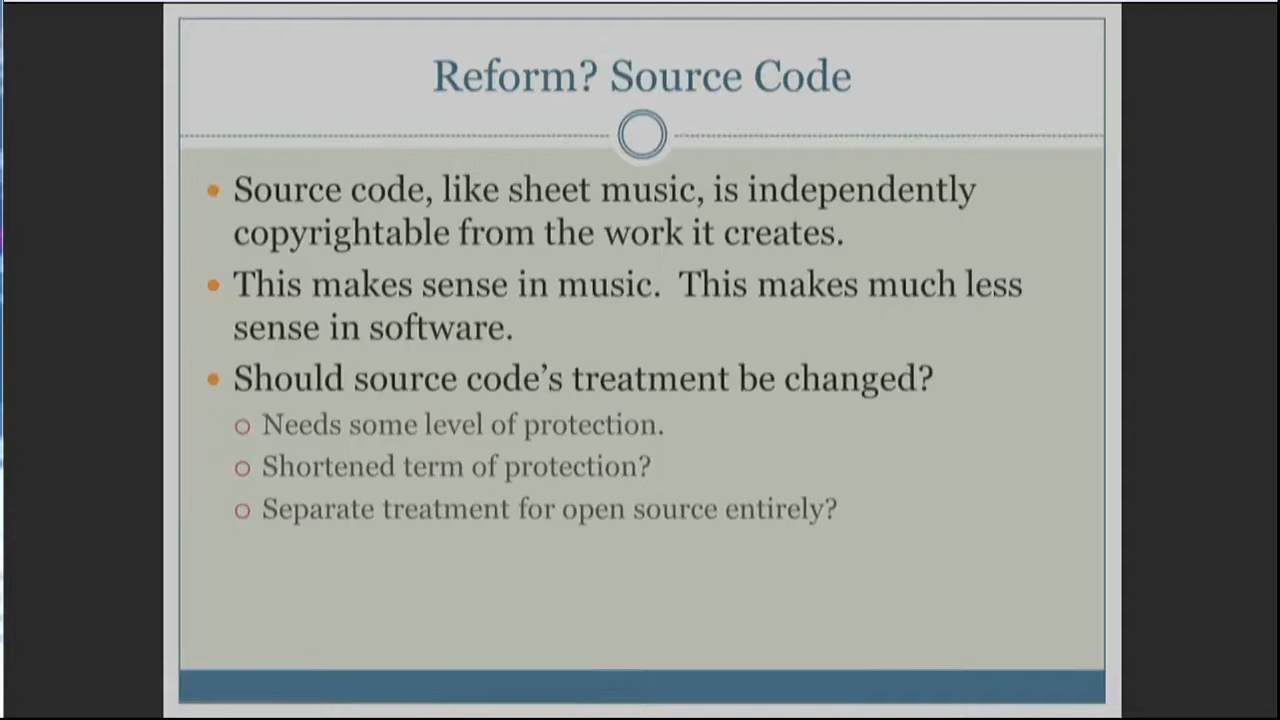 Reform? Source Code
Source code, like sheet music, is independently
copyrightable from the work it creates.
This makes sense in music.  This makes much less
sense in software.
Should source code’s treatment be changed?
Needs some level of protection.
Shortened term of protection?
Separate treatment for open source entirely?